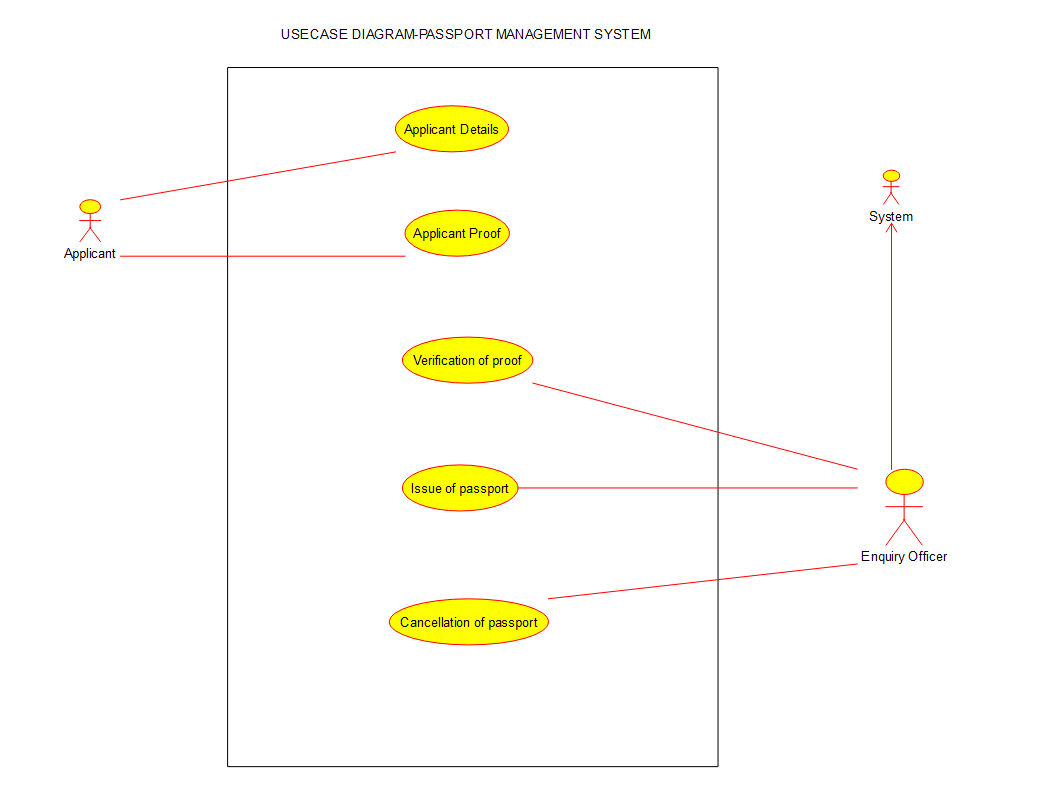 USECASE DIAGRAM-PASSPORT MANAGEMENT SYSTEM
Applicant Details
System
Applicant Proof
Applicant
Verification of proof
Issue of passport
Enquiry Officer
Cancellation of passport